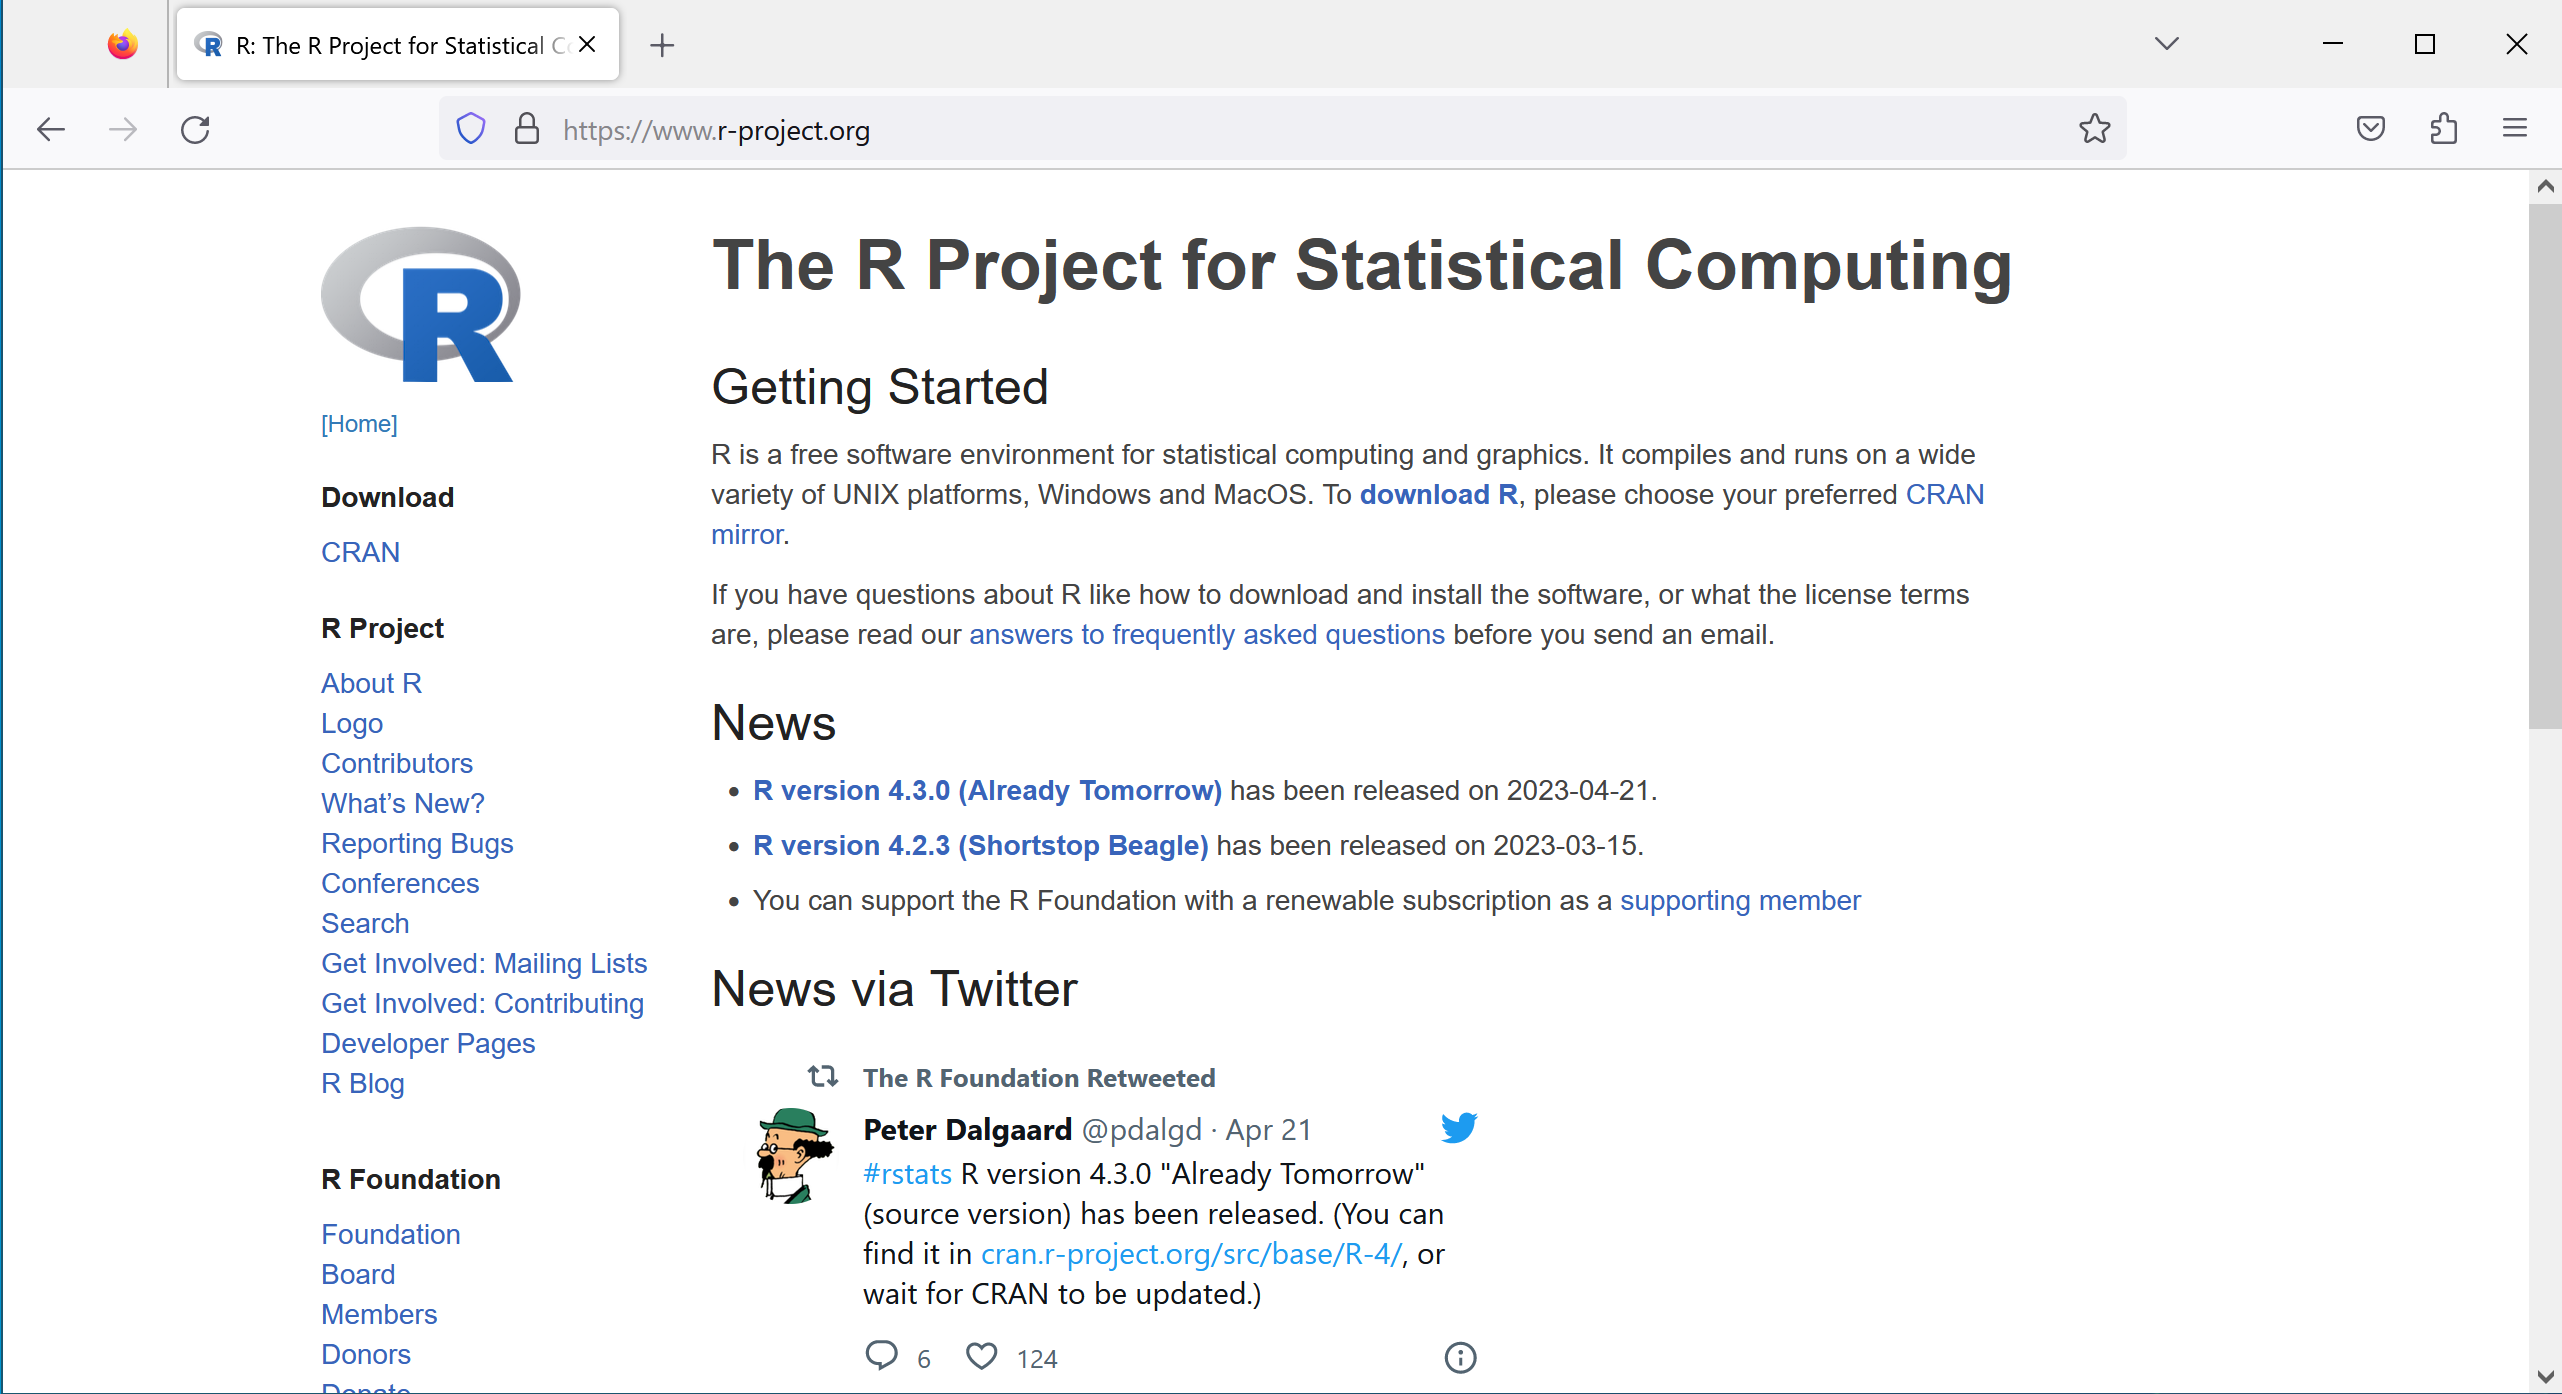 R: The R Project for Statistical C
https://www.r-project.org
R
[Home]
Download
CRAN
R Project
About R
Logo
Contributors
What’s New?
Reporting Bugs
Conferences
Search
Get Involved: Mailing Lists
Get Involved: Contributing
Developer Pages
R Blog
R Foundation
Foundation
Board
Members
Donors
Donate
The R Project for Statistical Computing
Getting Started
R is a free software environment for statistical computing and graphics. It compiles and runs on a wide
variety of UNIX platforms, Windows and MacOS. To download R, please choose your preferred CRAN
mirror.
If you have questions about R like how to download and install the software, or what the license terms
are, please read our answers to frequently asked questions before you send an email.
News
• R version 4.3.0 (Already Tomorrow) has been released on 2023-04-21.
• R version 4.2.3 (Shortstop Beagle) has been released on 2023-03-15.
• You can support the R Foundation with a renewable subscription as a supporting member
News via Twitter
The R Foundation Retweeted
Peter Dalgaard @pdalgd · Apr 21
#rstats R version 4.3.0 "Already Tomorrow"
(source version) has been released. (You can
find it in cran.r-project.org/src/base/R-4/, or
wait for CRAN to be updated.)
6 124